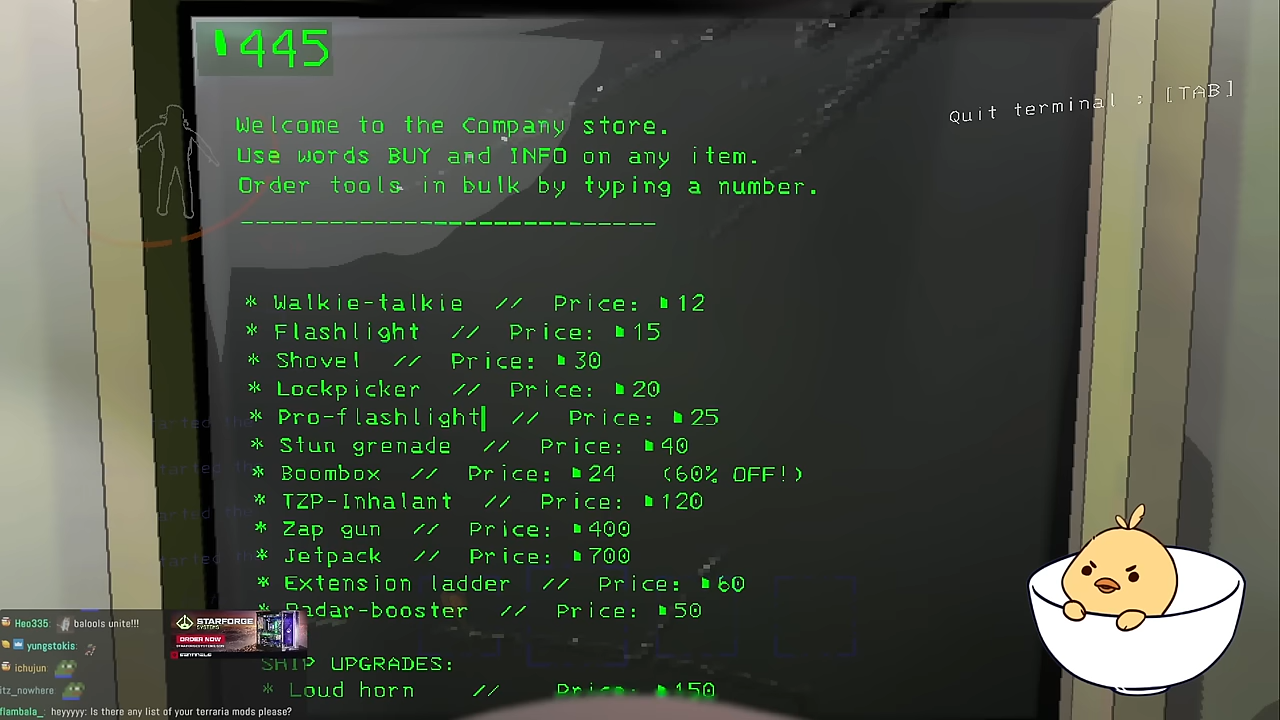 445
Quit terminal : [TAB]
Welcome to the Company store.
Use words BUY and INFO on any item.
Order tools in bulk by typing a number.
-----------------------------
* Walkie-talkie // Price: 12
* Flashlight // Price: 15
* Shovel // Price: 30
* Lockpicker // Price: 20
* Pro-flashlight // Price: 25
* Stun grenade // Price: 40
* Boombox // Price: 24 (60% OFF!)
* TZP-Inhalant // Price: 120
* Zap gun // Price: 400
* Jetpack // Price: 700
* Extension ladder // Price: 60
* Radar-booster // Price: 50
SHIP UPGRADES:
* Loud horn // Price: 150
Heo335: balools unite!!!
yungstokis:
ichujun:
itz_nowhere:
flambala_: heyyyyy: Is there any list of your terraria mods please?
STARFORGE
SYSTEMS
ORDER NOW